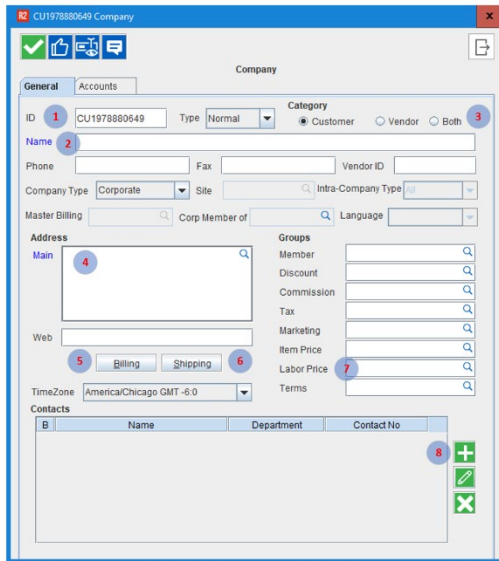 R2 CU1978880649 Company x
Company
General Accounts
ID 1 CU1978880649 Type Normal Category Customer Vendor Both 3
Name 2
Phone Fax Vendor ID
Company Type Corporate Site Intra-Company Type All
Master Billing Corp Member of Language
Address Groups
Main 4 Member
Discount
Commission
Tax
Marketing
Web Item Price
5 Billing Shipping 6 Labor Price 7
TimeZone America/Chicago GMT -6:0 Terms
Contacts
B Name Department Contact No
8